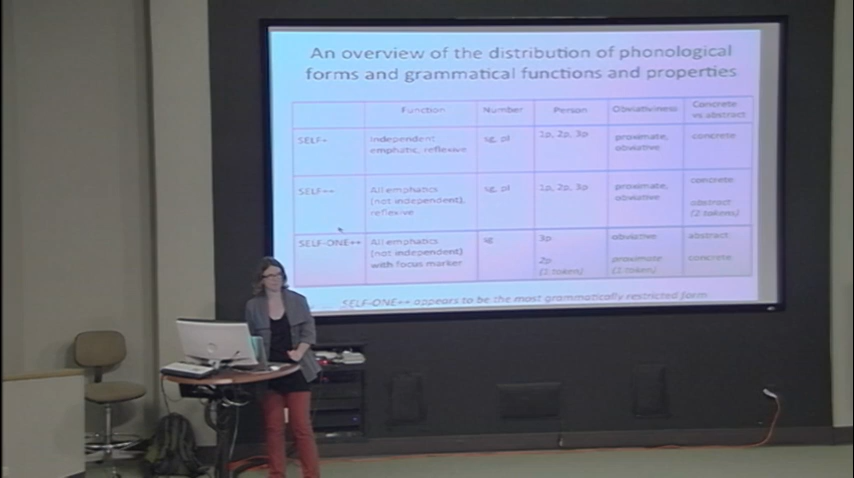 An overview of the distribution of phonological
forms and grammatical functions and properties
Function Number Person Obviativiness Concrete
vs abstract
SELF+ Independent
emphatic, reflexive sg, pl 1p, 2p, 3p proximate,
obviative concrete
SELF++ All emphatics
(not independent),
reflexive sg, pl 1p, 2p, 3p proximate,
obviative concrete
abstract
(2 tokens)
SELF-ONE++ All emphatics
(not independent)
with focus marker sg 3p obviative abstract
2p
(1 token) proximate
(1 token) concrete
SELF-ONE++ appears to be the most grammatically restricted form